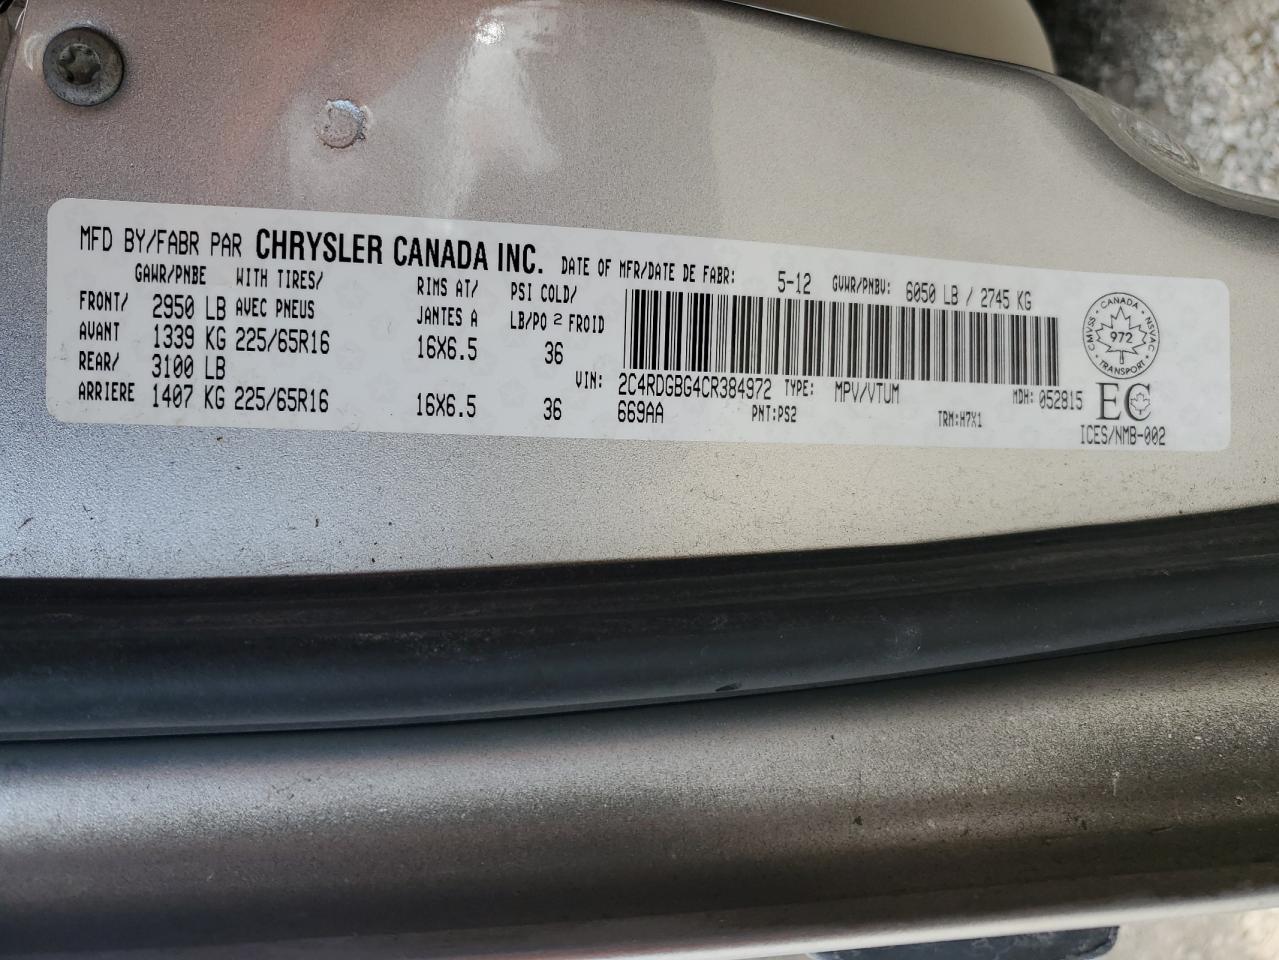 MFD BY/FABR PAR CHRYSLER CANADA INC. DATE OF MFR/DATE DE FABR: 5-12 GVWR/PNBV: 6050 LB / 2745 KG
GAWR/PNBE WITH TIRES/ RIMS AT/ PSI COLD/
FRONT/ 2950 LB AVEC PNEUS JANTES A LB/PO 2 FROID
AVANT 1339 KG 225/65R16 16X6.5 36
REAR/ 3100 LB
ARRIERE 1407 KG 225/65R16 16X6.5 36
VIN: 2C4RDGBG4CR384972 TYPE: MPV/VTUM MDH: 052815
669AA PNT:PS2 TRM:H7X1
CANADA
CMVSS · NSVAC
972
TRANSPORT
EC
ICES/NMB-002